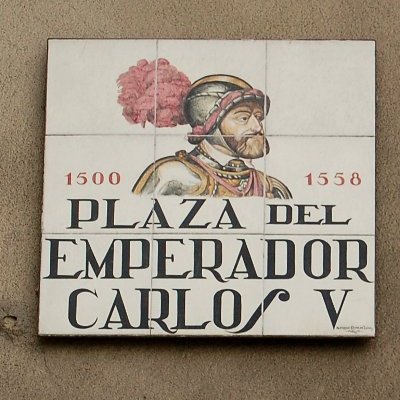 1500 1558
PLAZA DEL
EMPERADOR
CARLOS V